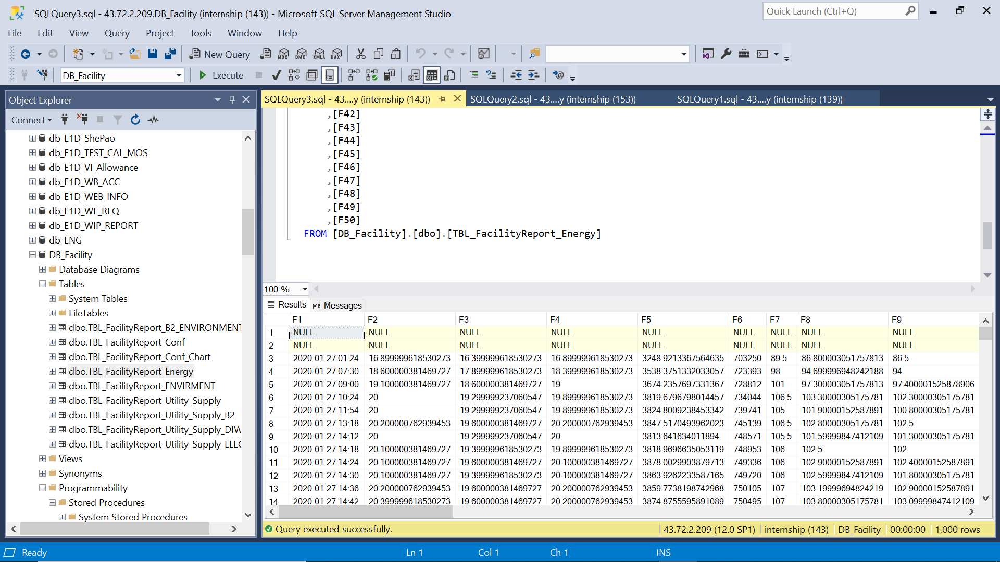 SQLQuery3.sql - 43.72.2.209.DB_Facility (internship (143)) - Microsoft SQL Server Management Studio
Quick Launch (Ctrl+Q)
File Edit View Query Project Tools Window Help
New Query MDX DMX XMLA DAX
DB_Facility Execute
Object Explorer
Connect
db_E1D_ShePao
db_E1D_TEST_CAL_MOS
db_E1D_VI_Allowance
db_E1D_WB_ACC
db_E1D_WEB_INFO
db_E1D_WF_REQ
db_E1D_WIP_REPORT
db_ENG
DB_Facility
Database Diagrams
Tables
System Tables
FileTables
dbo.TBL_FacilityReport_B2_ENVIRONMENT
dbo.TBL_FacilityReport_Conf
dbo.TBL_FacilityReport_Conf_Chart
dbo.TBL_FacilityReport_Energy
dbo.TBL_FacilityReport_ENVIRMENT
dbo.TBL_FacilityReport_Utility_Supply
dbo.TBL_FacilityReport_Utility_Supply_B2
dbo.TBL_FacilityReport_Utility_Supply_DIW
dbo.TBL_FacilityReport_Utility_Supply_ELEC
Views
Synonyms
Programmability
Stored Procedures
System Stored Procedures
SQLQuery3.sql - 43....y (internship (143)) SQLQuery2.sql - 43....y (internship (153)) SQLQuery1.sql - 43....y (internship (139))
,[F42]
,[F43]
,[F44]
,[F45]
,[F46]
,[F47]
,[F48]
,[F49]
,[F50]
FROM [DB_Facility].[dbo].[TBL_FacilityReport_Energy]
100 %
Results Messages
F1 F2 F3 F4 F5 F6 F7 F8 F9
1 NULL NULL NULL NULL NULL NULL NULL NULL NULL
2 NULL NULL NULL NULL NULL NULL NULL NULL NULL
3 2020-01-27 01:24 16.899999618530273 16.399999618530273 16.899999618530273 3248.9213367564635 703250 89.5 86.800003051757813 86.5
4 2020-01-27 07:30 18.600000381469727 17.899999618530273 18.399999618530273 3538.3751332033057 723393 98 94.699996948242188 94
5 2020-01-27 09:00 19.100000381469727 18.600000381469727 19 3674.2357697331367 728812 101 97.300003051757813 97.400001525878906
6 2020-01-27 10:24 20 19.299999237060547 19.899999618530273 3819.6796798014457 734044 106.5 103.30000305175781 102.30000305175781
7 2020-01-27 11:54 20 19.299999237060547 19.899999618530273 3824.8009238453342 739741 105 101.90000152587891 100.80000305175781
8 2020-01-27 13:18 20.200000762939453 19.600000381469727 20.200000762939453 3847.5170493962023 745139 106.5 102.80000305175781 102.5
9 2020-01-27 14:12 20 19.299999237060547 20 3813.641634011894 748571 105.5 101.59999847412109 101.30000305175781
10 2020-01-27 14:18 20.100000381469727 19.399999618530273 19.899999618530273 3818.9696635053119 748953 106 102.5 102
11 2020-01-27 14:24 20.100000381469727 19.600000381469727 20.100000381469727 3878.0029903879713 749336 106 102.90000152587891 102.40000152587891
12 2020-01-27 14:30 20.100000381469727 19.399999618530273 20.100000381469727 3863.9262233587165 749720 106 102.59999847412109 101.80000305175781
13 2020-01-27 14:36 20.200000762939453 19.600000381469727 20.200000762939453 3859.7738198742968 750105 107 103.19999694824219 102.90000152587891
14 2020-01-27 14:42 20.399999618530273 19.600000381469727 20.200000762939453 3874.8755595891089 750495 107 103.80000305175781 103.09999847412109
Query executed successfully. 43.72.2.209 (12.0 SP1) internship (143) DB_Facility 00:00:00 1,000 rows
Ready Ln 1 Col 1 Ch 1 INS